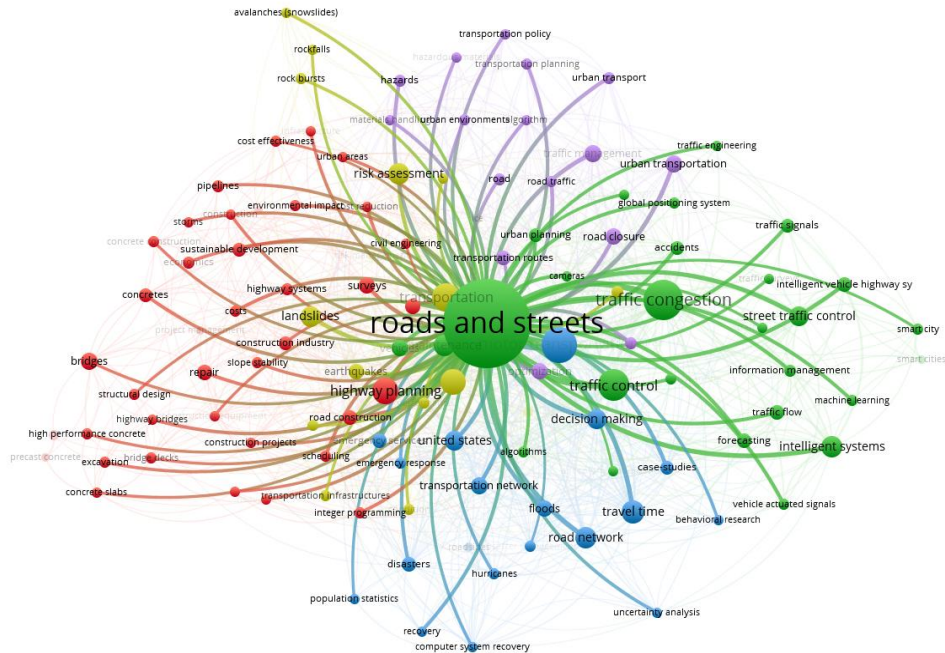 avalanches (snowslides)
transportation policy
rockfalls
hazardous materials
transportation planning
rock bursts
hazards
urban transport
materials handling
urban environments
algorithm
cost effectiveness
traffic engineering
urban areas
traffic management
risk assessment
urban transportation
pipelines
road
road traffic
environmental impact
cost reduction
global positioning system
storms
construction
traffic signals
concrete construction
civil engineering
urban planning
road closure
sustainable development
accidents
economics
transportation routes
cameras
highway systems
surveys
intelligent vehicle highway sy
concretes
transportation
traffic congestion
costs
landslides
roads and streets
street traffic control
project management
smart city
construction industry
bridges
slope stability
smart cities
repair
earthquakes
optimization
information management
structural design
highway planning
traffic control
machine learning
highway bridges
road construction
decision making
traffic flow
high performance concrete
construction projects
emergency services
united states
forecasting
intelligent systems
precast concrete
bridge decks
scheduling
algorithms
excavation
emergency response
case-studies
concrete slabs
transportation infrastructures
transportation network
integer programming
floods
travel time
vehicle actuated signals
behavioral research
road network
disasters
hurricanes
population statistics
uncertainty analysis
recovery
computer system recovery